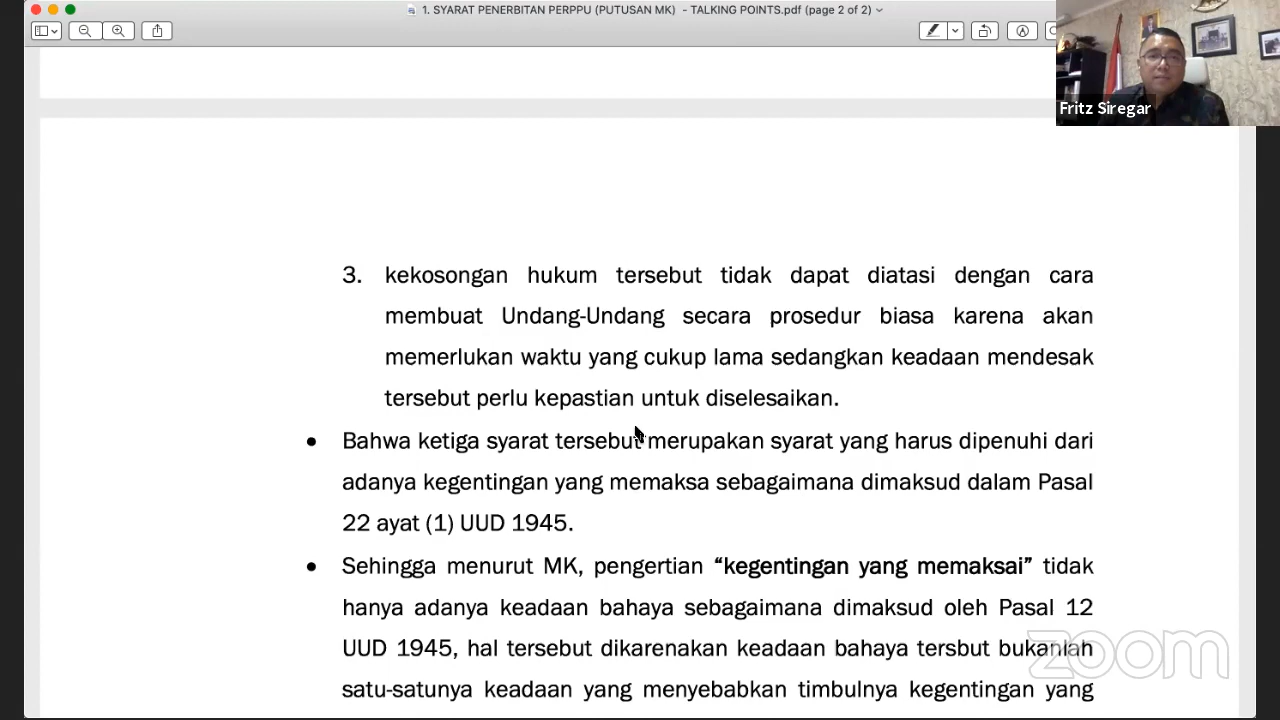 1. SYARAT PENERBITAN PERPPU (PUTUSAN MK) - TALKING POINTS.pdf (page 2 of 2)
Fritz Siregar
3. kekosongan hukum tersebut tidak dapat diatasi dengan cara
membuat Undang-Undang secara prosedur biasa karena akan
memerlukan waktu yang cukup lama sedangkan keadaan mendesak
tersebut perlu kepastian untuk diselesaikan.
• Bahwa ketiga syarat tersebut merupakan syarat yang harus dipenuhi dari
adanya kegentingan yang memaksa sebagaimana dimaksud dalam Pasal
22 ayat (1) UUD 1945.
• Sehingga menurut MK, pengertian “kegentingan yang memaksai” tidak
hanya adanya keadaan bahaya sebagaimana dimaksud oleh Pasal 12
UUD 1945, hal tersebut dikarenakan keadaan bahaya tersbut bukanlah
satu-satunya keadaan yang menyebabkan timbulnya kegentingan yang
zoom